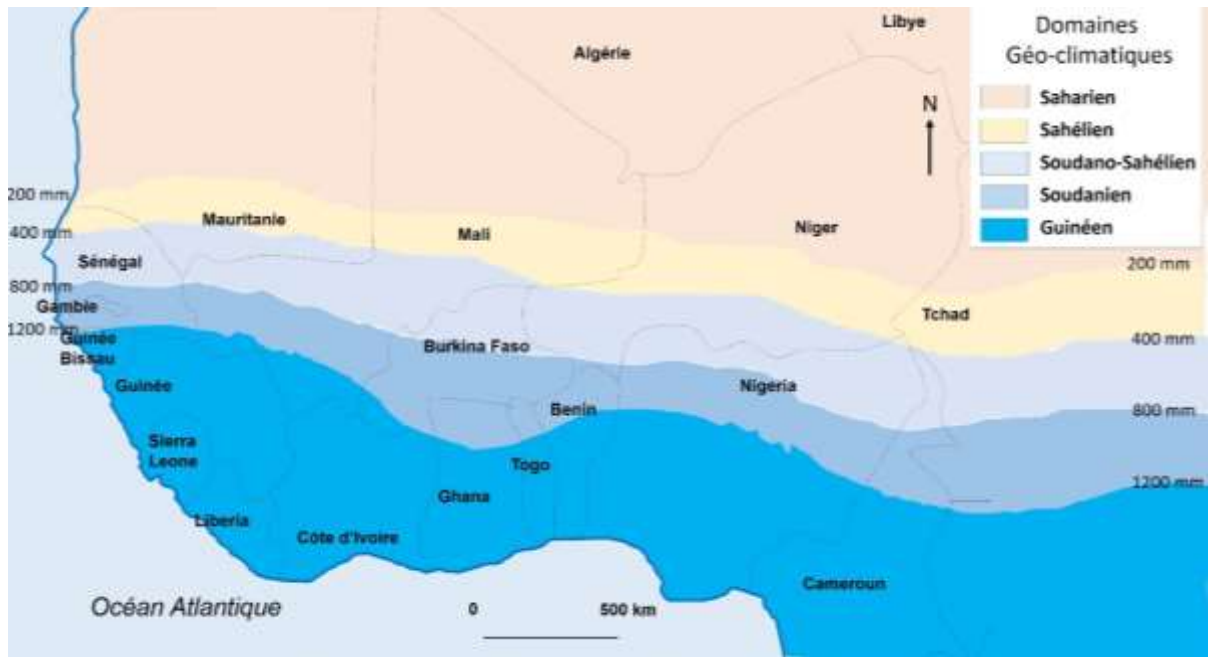 Libye
Algérie
Domaines
Géo-climatiques
Saharien
Sahélien
Soudano-Sahélien
Soudanien
Guinéen
N
200 mm
400 mm
800 mm
1200 mm
Mauritanie
Mali
Niger
Sénégal
Gambie
Guinée
Bissau
Guinée
Burkina Faso
Tchad
Nigeria
Benin
Sierra
Leone
Togo
Ghana
Liberia
Côte d'Ivoire
Cameroun
200 mm
400 mm
800 mm
1200 mm
Océan Atlantique
0
500 km